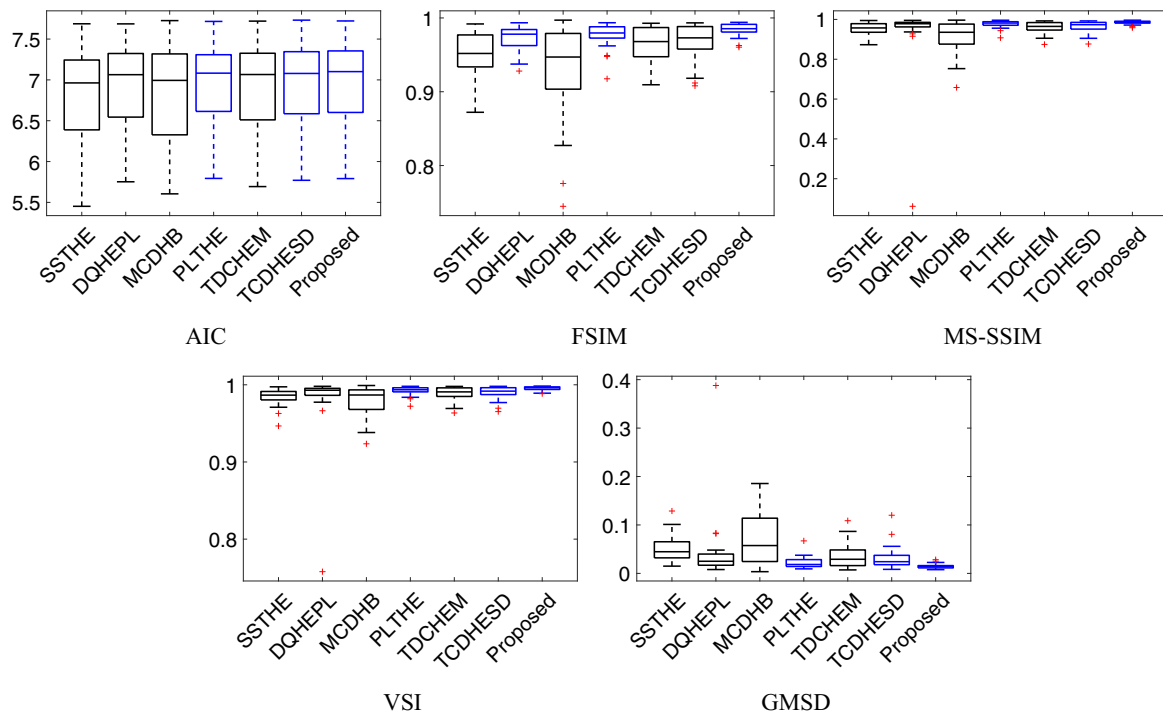 7.5
7
6.5
6
5.5
SSTHE
DQHEPL
MCDHB
PLTHE
TDCHEM
TCDHESD
Proposed
AIC
1
0.9
0.8
SSTHE
DQHEPL
MCDHB
PLTHE
TDCHEM
TCDHESD
Proposed
FSIM
1
0.8
0.6
0.4
0.2
SSTHE
DQHEPL
MCDHB
PLTHE
TDCHEM
TCDHESD
Proposed
MS-SSIM
1
0.9
0.8
SSTHE
DQHEPL
MCDHB
PLTHE
TDCHEM
TCDHESD
Proposed
VSI
0.4
0.3
0.2
0.1
0
SSTHE
DQHEPL
MCDHB
PLTHE
TDCHEM
TCDHESD
Proposed
GMSD